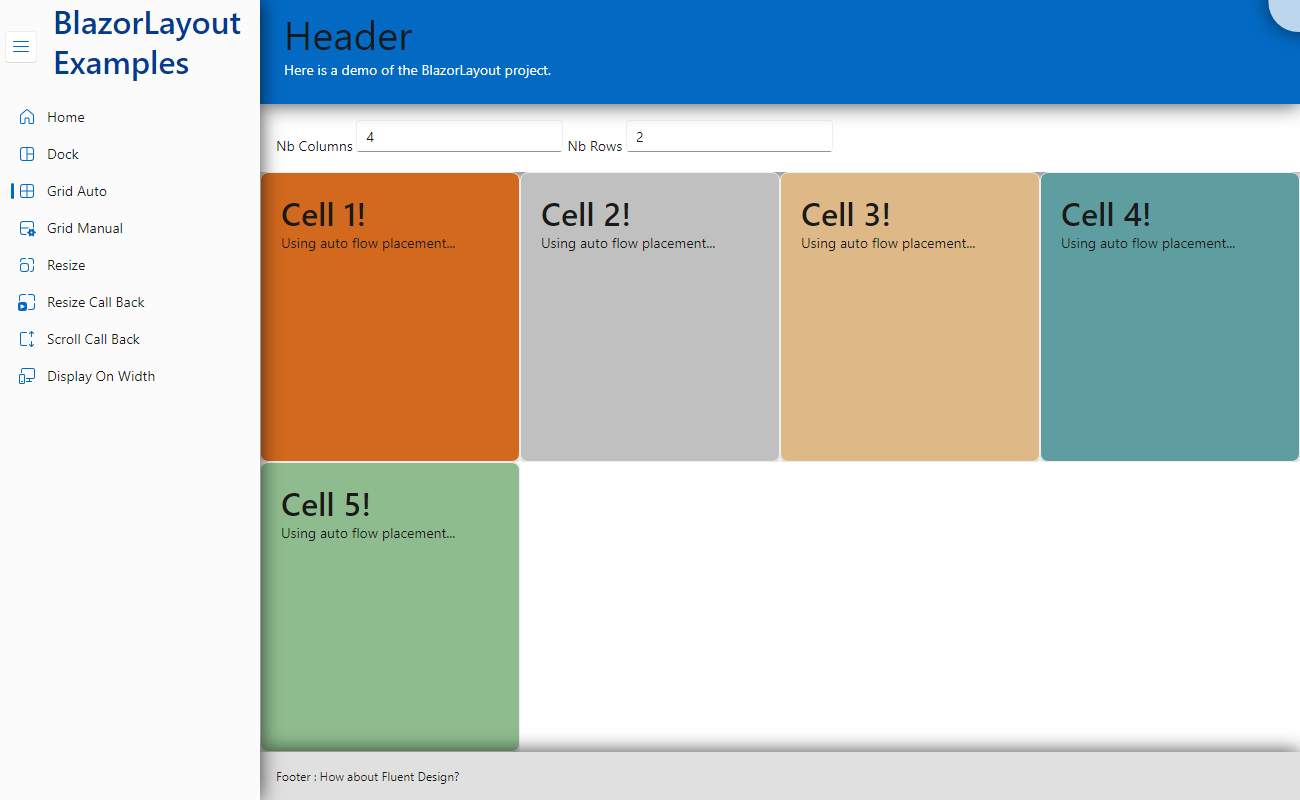 BlazorLayout
Examples
Home
Dock
Grid Auto
Grid Manual
Resize
Resize Call Back
Scroll Call Back
Display On Width
Header
Here is a demo of the BlazorLayout project.
Nb Columns 4 Nb Rows 2
Cell 1!
Using auto flow placement...
Cell 2!
Using auto flow placement...
Cell 3!
Using auto flow placement...
Cell 4!
Using auto flow placement...
Cell 5!
Using auto flow placement...
Footer : How about Fluent Design?